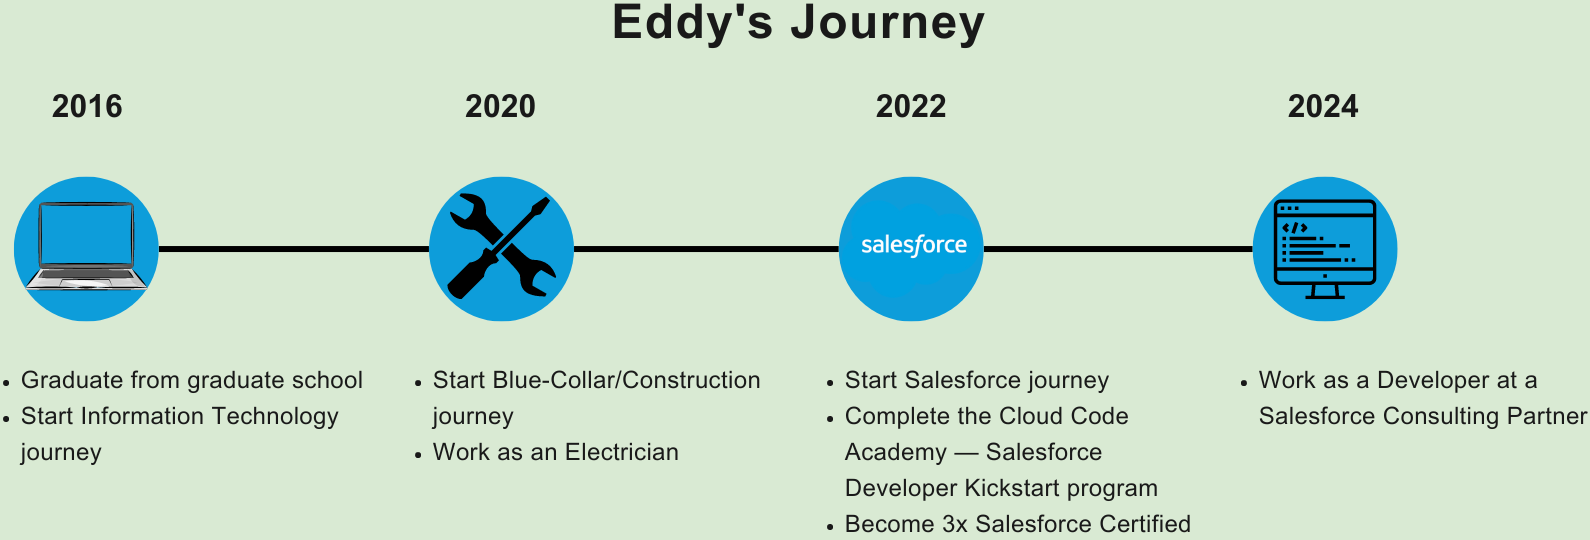 Eddy's Journey
2016
2020
2022
2024
salesforce
</>
• Graduate from graduate school
• Start Information Technology
journey
• Start Blue-Collar/Construction
journey
• Work as an Electrician
• Start Salesforce journey
• Complete the Cloud Code
Academy — Salesforce
Developer Kickstart program
• Become 3x Salesforce Certified
• Work as a Developer at a
Salesforce Consulting Partner